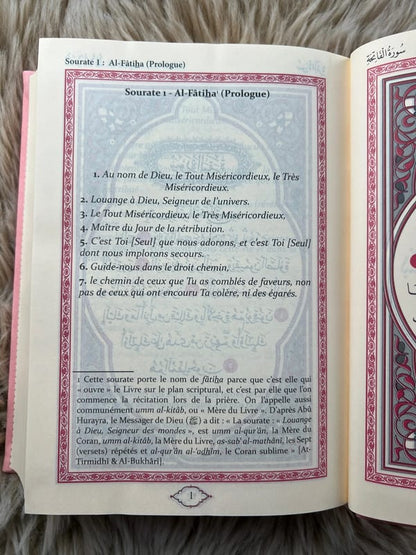 Sourate 1 : Al-Fâtiha (Prologue)
Sourate 1 - Al-Fâtiha¹ (Prologue)
1. Au nom de Dieu, le Tout Miséricordieux, le Très
Miséricordieux.
2. Louange à Dieu, Seigneur de l'univers.
3. Le Tout Miséricordieux, le Très Miséricordieux,
4. Maître du Jour de la rétribution.
5. C'est Toi [Seul] que nous adorons, et c'est Toi [Seul]
dont nous implorons secours.
6. Guide-nous dans le droit chemin,
7. le chemin de ceux que Tu as comblés de faveurs, non
pas de ceux qui ont encouru Ta colère, ni des égarés.
1 Cette sourate porte le nom de fâtiha parce que c'est elle qui
« ouvre » le Livre sur le plan scriptural, et c'est par elle que l'on
commence la récitation lors de la prière. On l'appelle aussi
communément umm al-kitâb, ou « Mère du Livre ». D'après Abû
Hurayra, le Messager de Dieu (ﷺ) a dit : « La sourate : « Louange
à Dieu, Seigneur des mondes », est umm al-qur'ân, la Mère du
Coran, umm al-kitâb, la Mère du Livre, as-sab' al-mathânî, les Sept
(versets) répétés et al-qur'ân al-'adhîm, le Coran sublime » [At-
Tirmidhî & Al-Bukhârî].
1
سُورَةُ الْفَاتِحَةِ